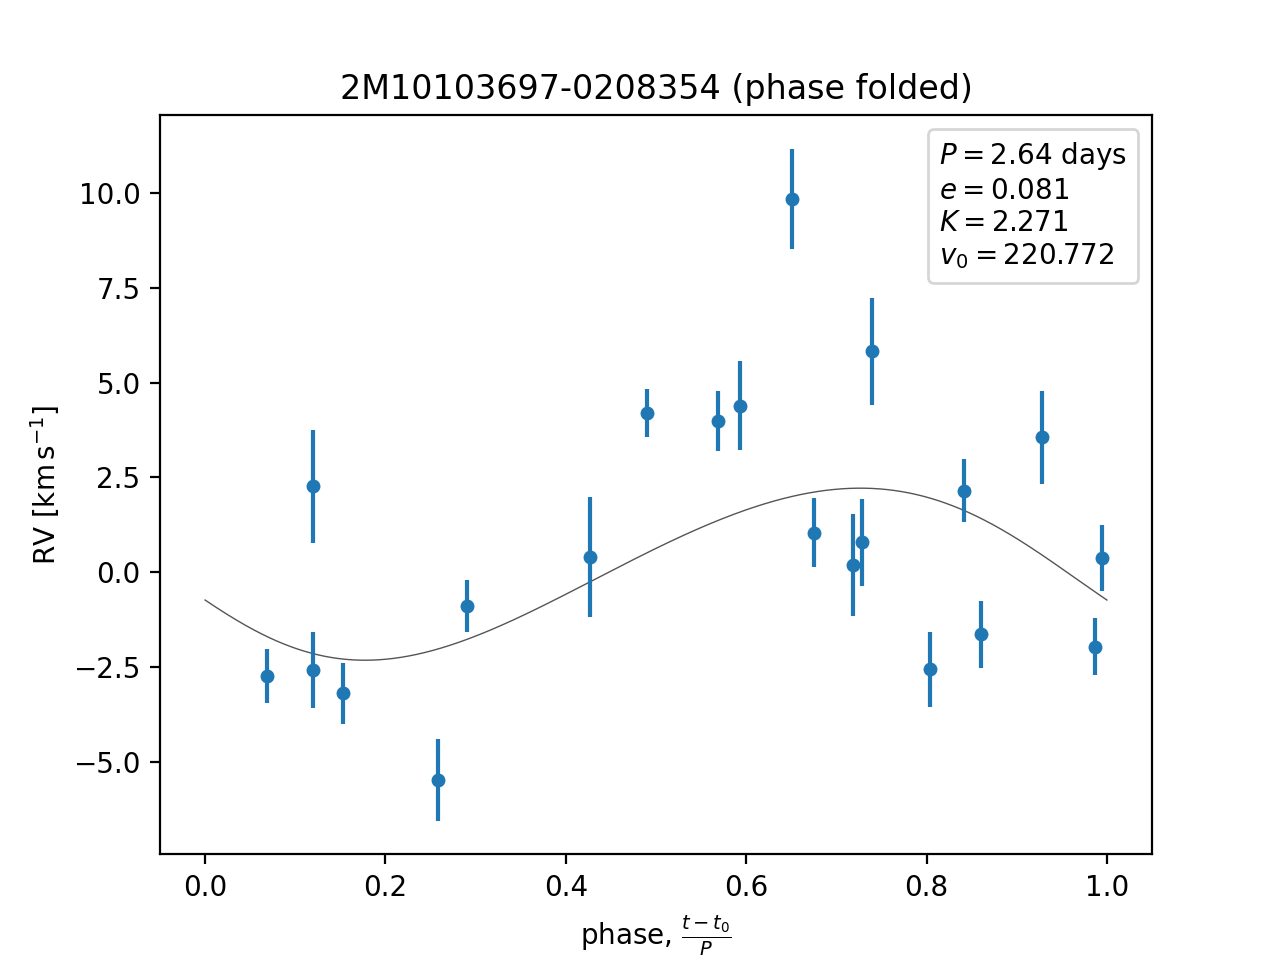 2M10103697-0208354 (phase folded)
P = 2.64 days
e = 0.081
K = 2.271
v₀ = 220.772
10.0
7.5
5.0
2.5
0.0
−2.5
−5.0
RV [km s⁻¹]
0.0 0.2 0.4 0.6 0.8 1.0
phase, (t − t₀)/P